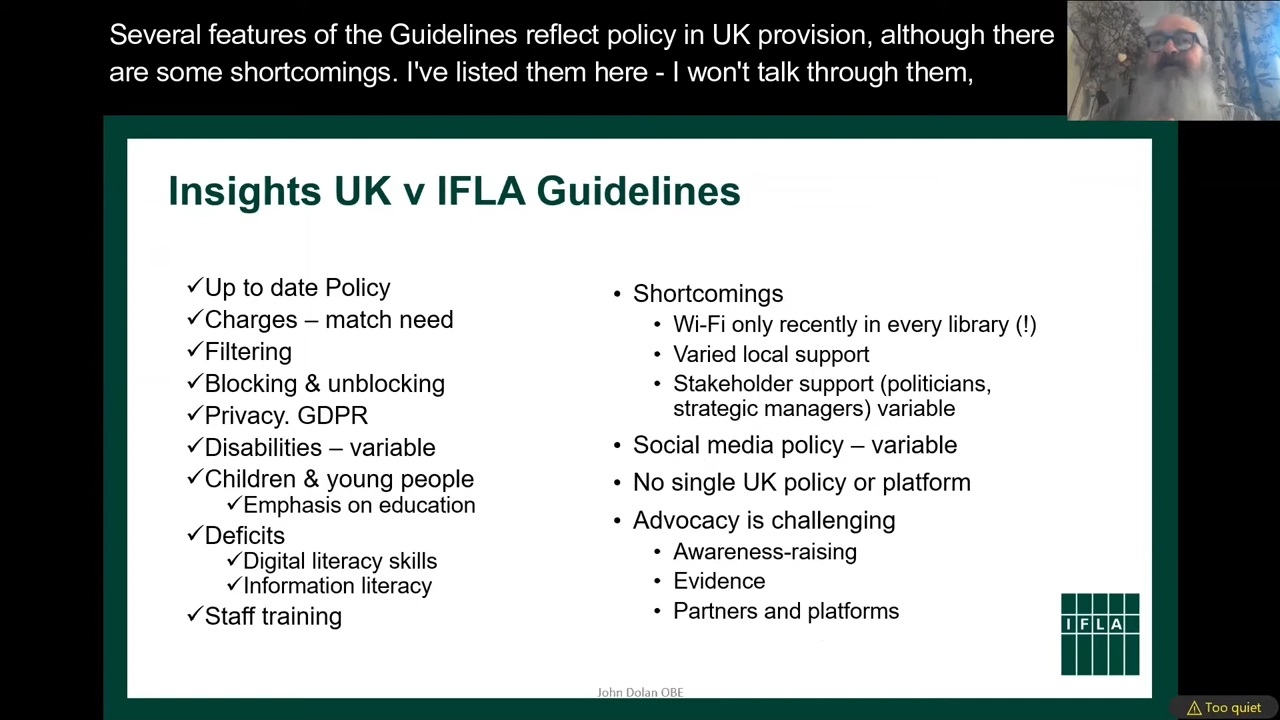 Several features of the Guidelines reflect policy in UK provision, although there
are some shortcomings. I've listed them here - I won't talk through them,
Insights UK v IFLA Guidelines
✓Up to date Policy
✓Charges – match need
✓Filtering
✓Blocking & unblocking
✓Privacy. GDPR
✓Disabilities – variable
✓Children & young people
✓Emphasis on education
✓Deficits
✓Digital literacy skills
✓Information literacy
✓Staff training
• Shortcomings
• Wi-Fi only recently in every library (!)
• Varied local support
• Stakeholder support (politicians,
strategic managers) variable
• Social media policy – variable
• No single UK policy or platform
• Advocacy is challenging
• Awareness-raising
• Evidence
• Partners and platforms
IFLA
John Dolan OBE
Too quiet